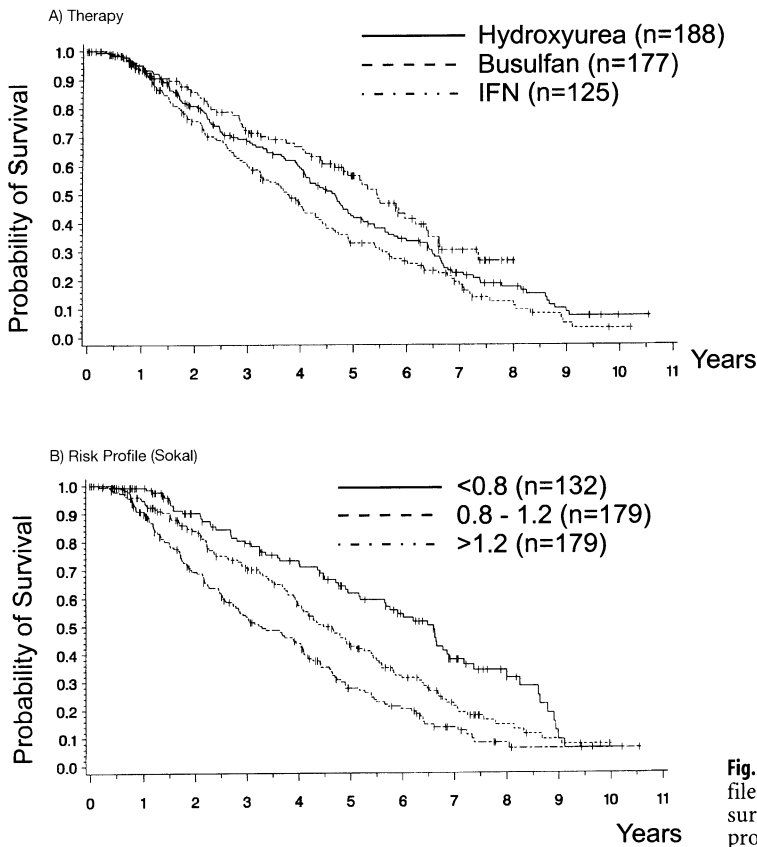 A) Therapy
Hydroxyurea (n=188)
Busulfan (n=177)
IFN (n=125)
Probability of Survival
1.0
0.9
0.8
0.7
0.6
0.5
0.4
0.3
0.2
0.1
0.0
0 1 2 3 4 5 6 7 8 9 10 11
Years
B) Risk Profile (Sokal)
<0.8 (n=132)
0.8 - 1.2 (n=179)
>1.2 (n=179)
Probability of Survival
1.0
0.9
0.8
0.7
0.6
0.5
0.4
0.3
0.2
0.1
0.0
0 1 2 3 4 5 6 7 8 9 10 11
Years
Fig.
file
sur
pro